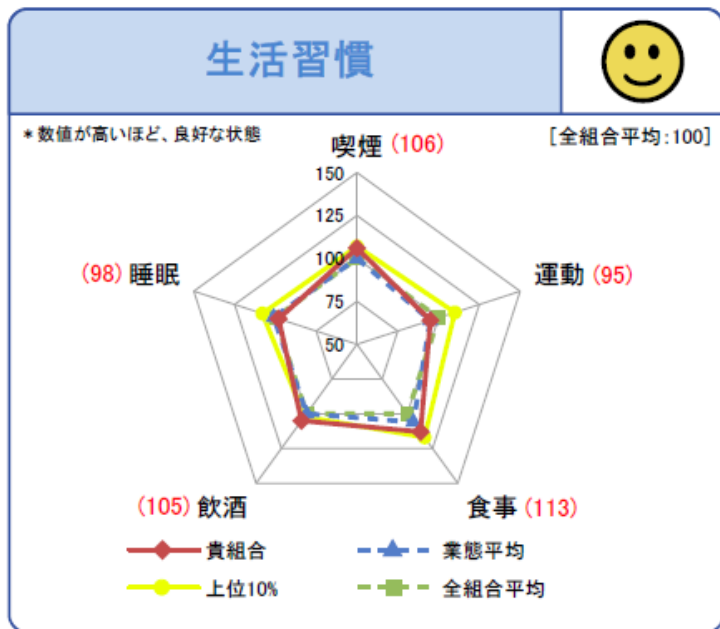 生活習慣
＊数値が高いほど、良好な状態
[全組合平均:100]
喫煙 (106)
150
125
100
75
50
(98) 睡眠
運動 (95)
(105) 飲酒
食事 (113)
貴組合
業態平均
上位10%
全組合平均